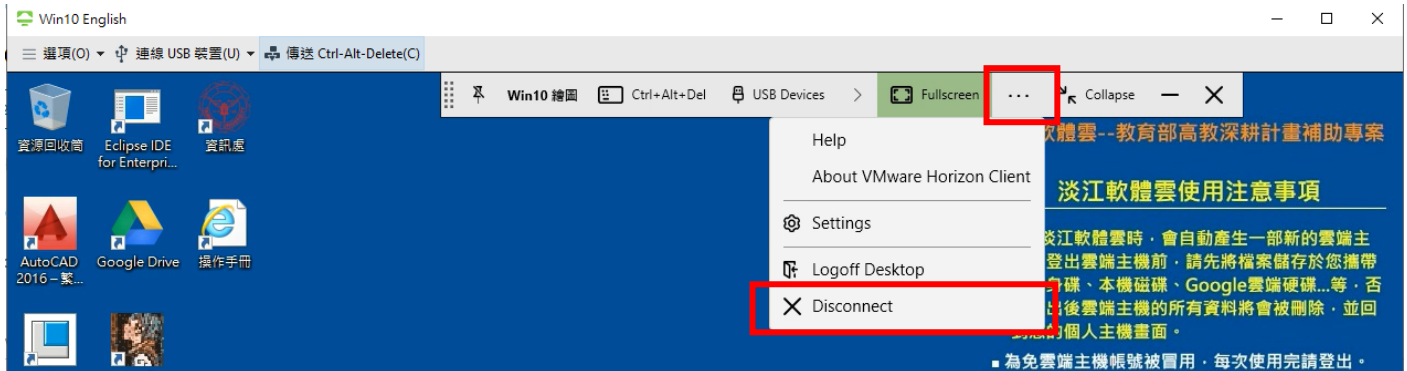 Win10 English
選項(O)
連線 USB 裝置(U)
傳送 Ctrl-Alt-Delete(C)
Win10 繪圖
Ctrl+Alt+Del
USB Devices
Fullscreen
...
Collapse
Help
About VMware Horizon Client
Settings
Logoff Desktop
Disconnect
資源回收筒
Eclipse IDE
for Enterpri...
資訊處
AutoCAD
2016 – 繁...
Google Drive
操作手冊
軟體雲--教育部高教深耕計畫補助專案
淡江軟體雲使用注意事項
淡江軟體雲時，會自動產生一部新的雲端主
登出雲端主機前，請先將檔案儲存於您攜帶
身碟、本機磁碟、Google雲端硬碟...等，否
出後雲端主機的所有資料將會被刪除，並回
到您的個人主機畫面。
■ 為免雲端主機帳號被冒用，每次使用完請登出。